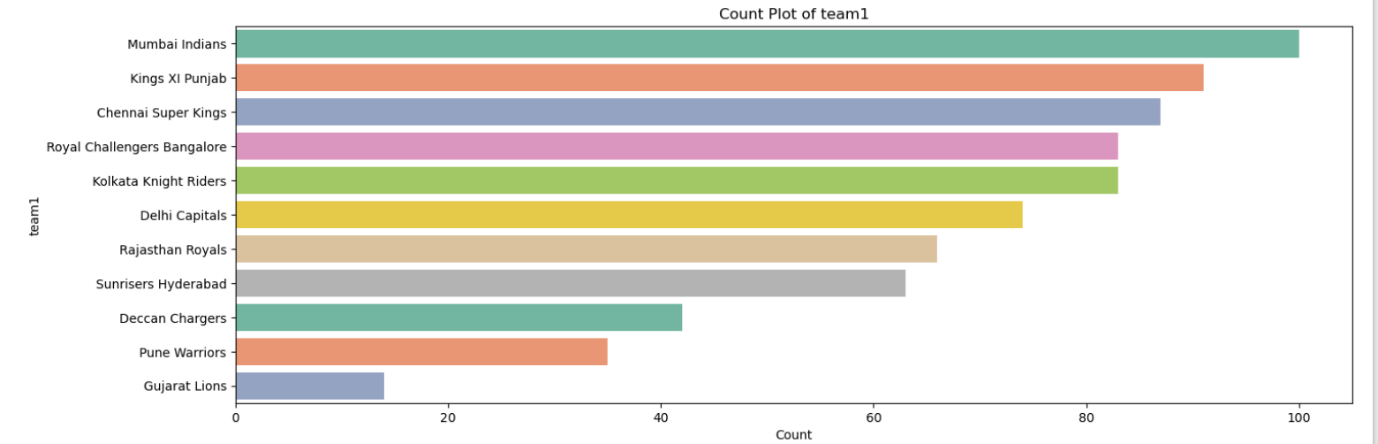 Count Plot of team1
Mumbai Indians
Kings XI Punjab
Chennai Super Kings
Royal Challengers Bangalore
Kolkata Knight Riders
Delhi Capitals
Rajasthan Royals
Sunrisers Hyderabad
Deccan Chargers
Pune Warriors
Gujarat Lions
team1
0 20 40 60 80 100
Count